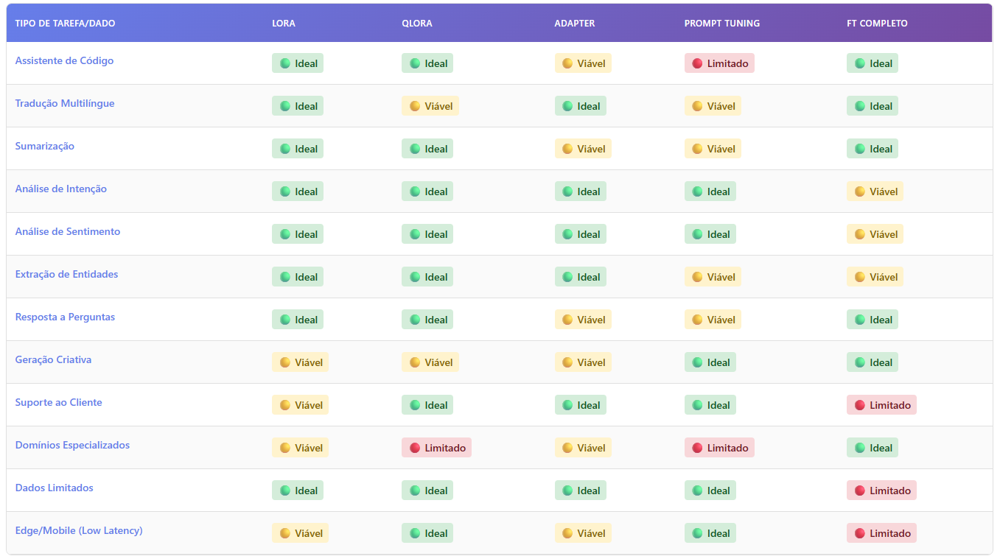 TIPO DE TAREFA/DADO LORA QLORA ADAPTER PROMPT TUNING FT COMPLETO
Assistente de Código Ideal Ideal Viável Limitado Ideal
Tradução Multilíngue Ideal Viável Ideal Viável Ideal
Sumarização Ideal Ideal Viável Viável Ideal
Análise de Intenção Ideal Ideal Ideal Ideal Viável
Análise de Sentimento Ideal Ideal Ideal Ideal Viável
Extração de Entidades Ideal Ideal Ideal Viável Viável
Resposta a Perguntas Ideal Ideal Viável Viável Ideal
Geração Criativa Viável Viável Viável Ideal Ideal
Suporte ao Cliente Viável Ideal Ideal Ideal Limitado
Domínios Especializados Viável Limitado Viável Limitado Ideal
Dados Limitados Ideal Ideal Ideal Ideal Limitado
Edge/Mobile (Low Latency) Viável Ideal Viável Ideal Limitado